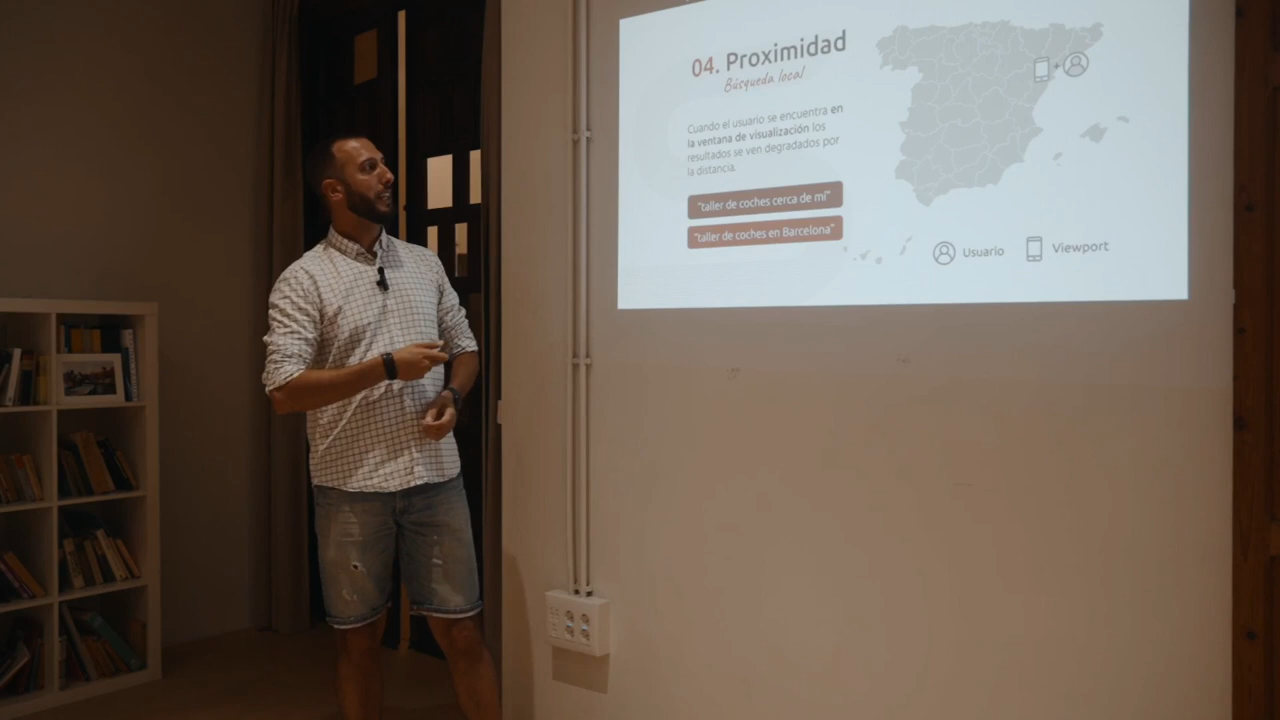 04. Proximidad
Búsqueda local
Cuando el usuario se encuentra en
la ventana de visualización los
resultados se ven degradados por
la distancia.
"taller de coches cerca de mí"
"taller de coches en Barcelona"
+
Usuario
Viewport